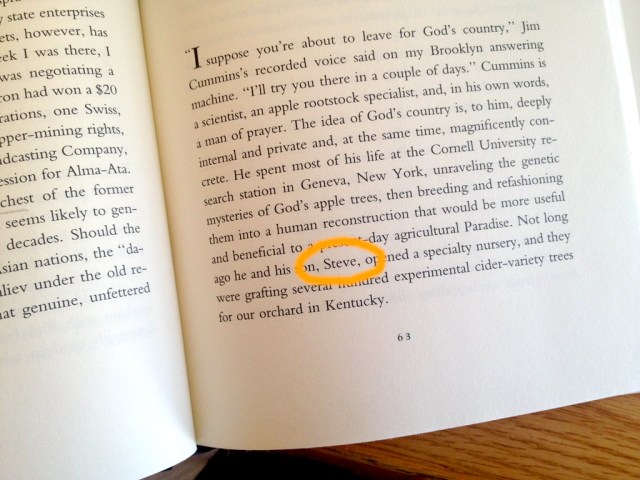 state enterprises
ets, however, has
ek I was there, I
was negotiating a
ron had won a $20
rations, one Swiss,
pper-mining rights,
dcasting Company,
ession for Alma-Ata.
chest of the former
seems likely to gen-
decades. Should the
sian nations, the “da-
liev under the old re-
at genuine, unfettered
“I suppose you’re about to leave for God’s country,” Jim
Cummins’s recorded voice said on my Brooklyn answering
machine. “I’ll try you there in a couple of days.” Cummins is
a scientist, an apple rootstock specialist, and, in his own words,
a man of prayer. The idea of God’s country is, to him, deeply
internal and private and, at the same time, magnificently con-
crete. He spent most of his life at the Cornell University re-
search station in Geneva, New York, unraveling the genetic
mysteries of God’s apple trees, then breeding and refashioning
them into a human reconstruction that would be more useful
and beneficial to a present-day agricultural Paradise. Not long
ago he and his son, Steve, opened a specialty nursery, and they
were grafting several hundred experimental cider-variety trees
for our orchard in Kentucky.
63